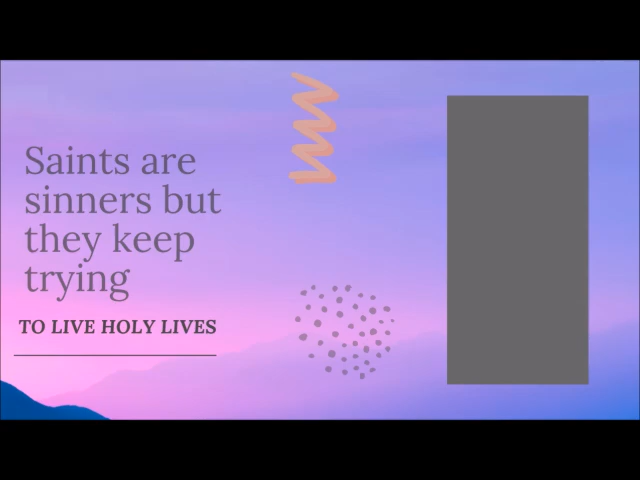 Saints are
sinners but
they keep
trying
TO LIVE HOLY LIVES